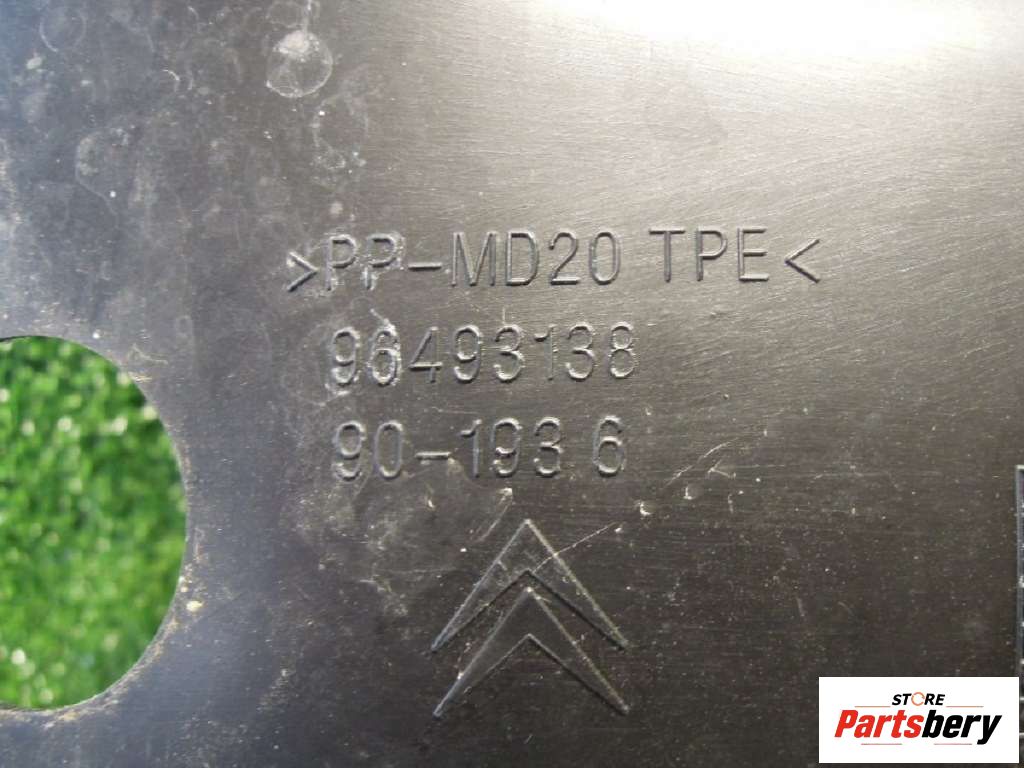 >PP-MD20 TPE<
96493138
90-193 6
STORE
Partsbery